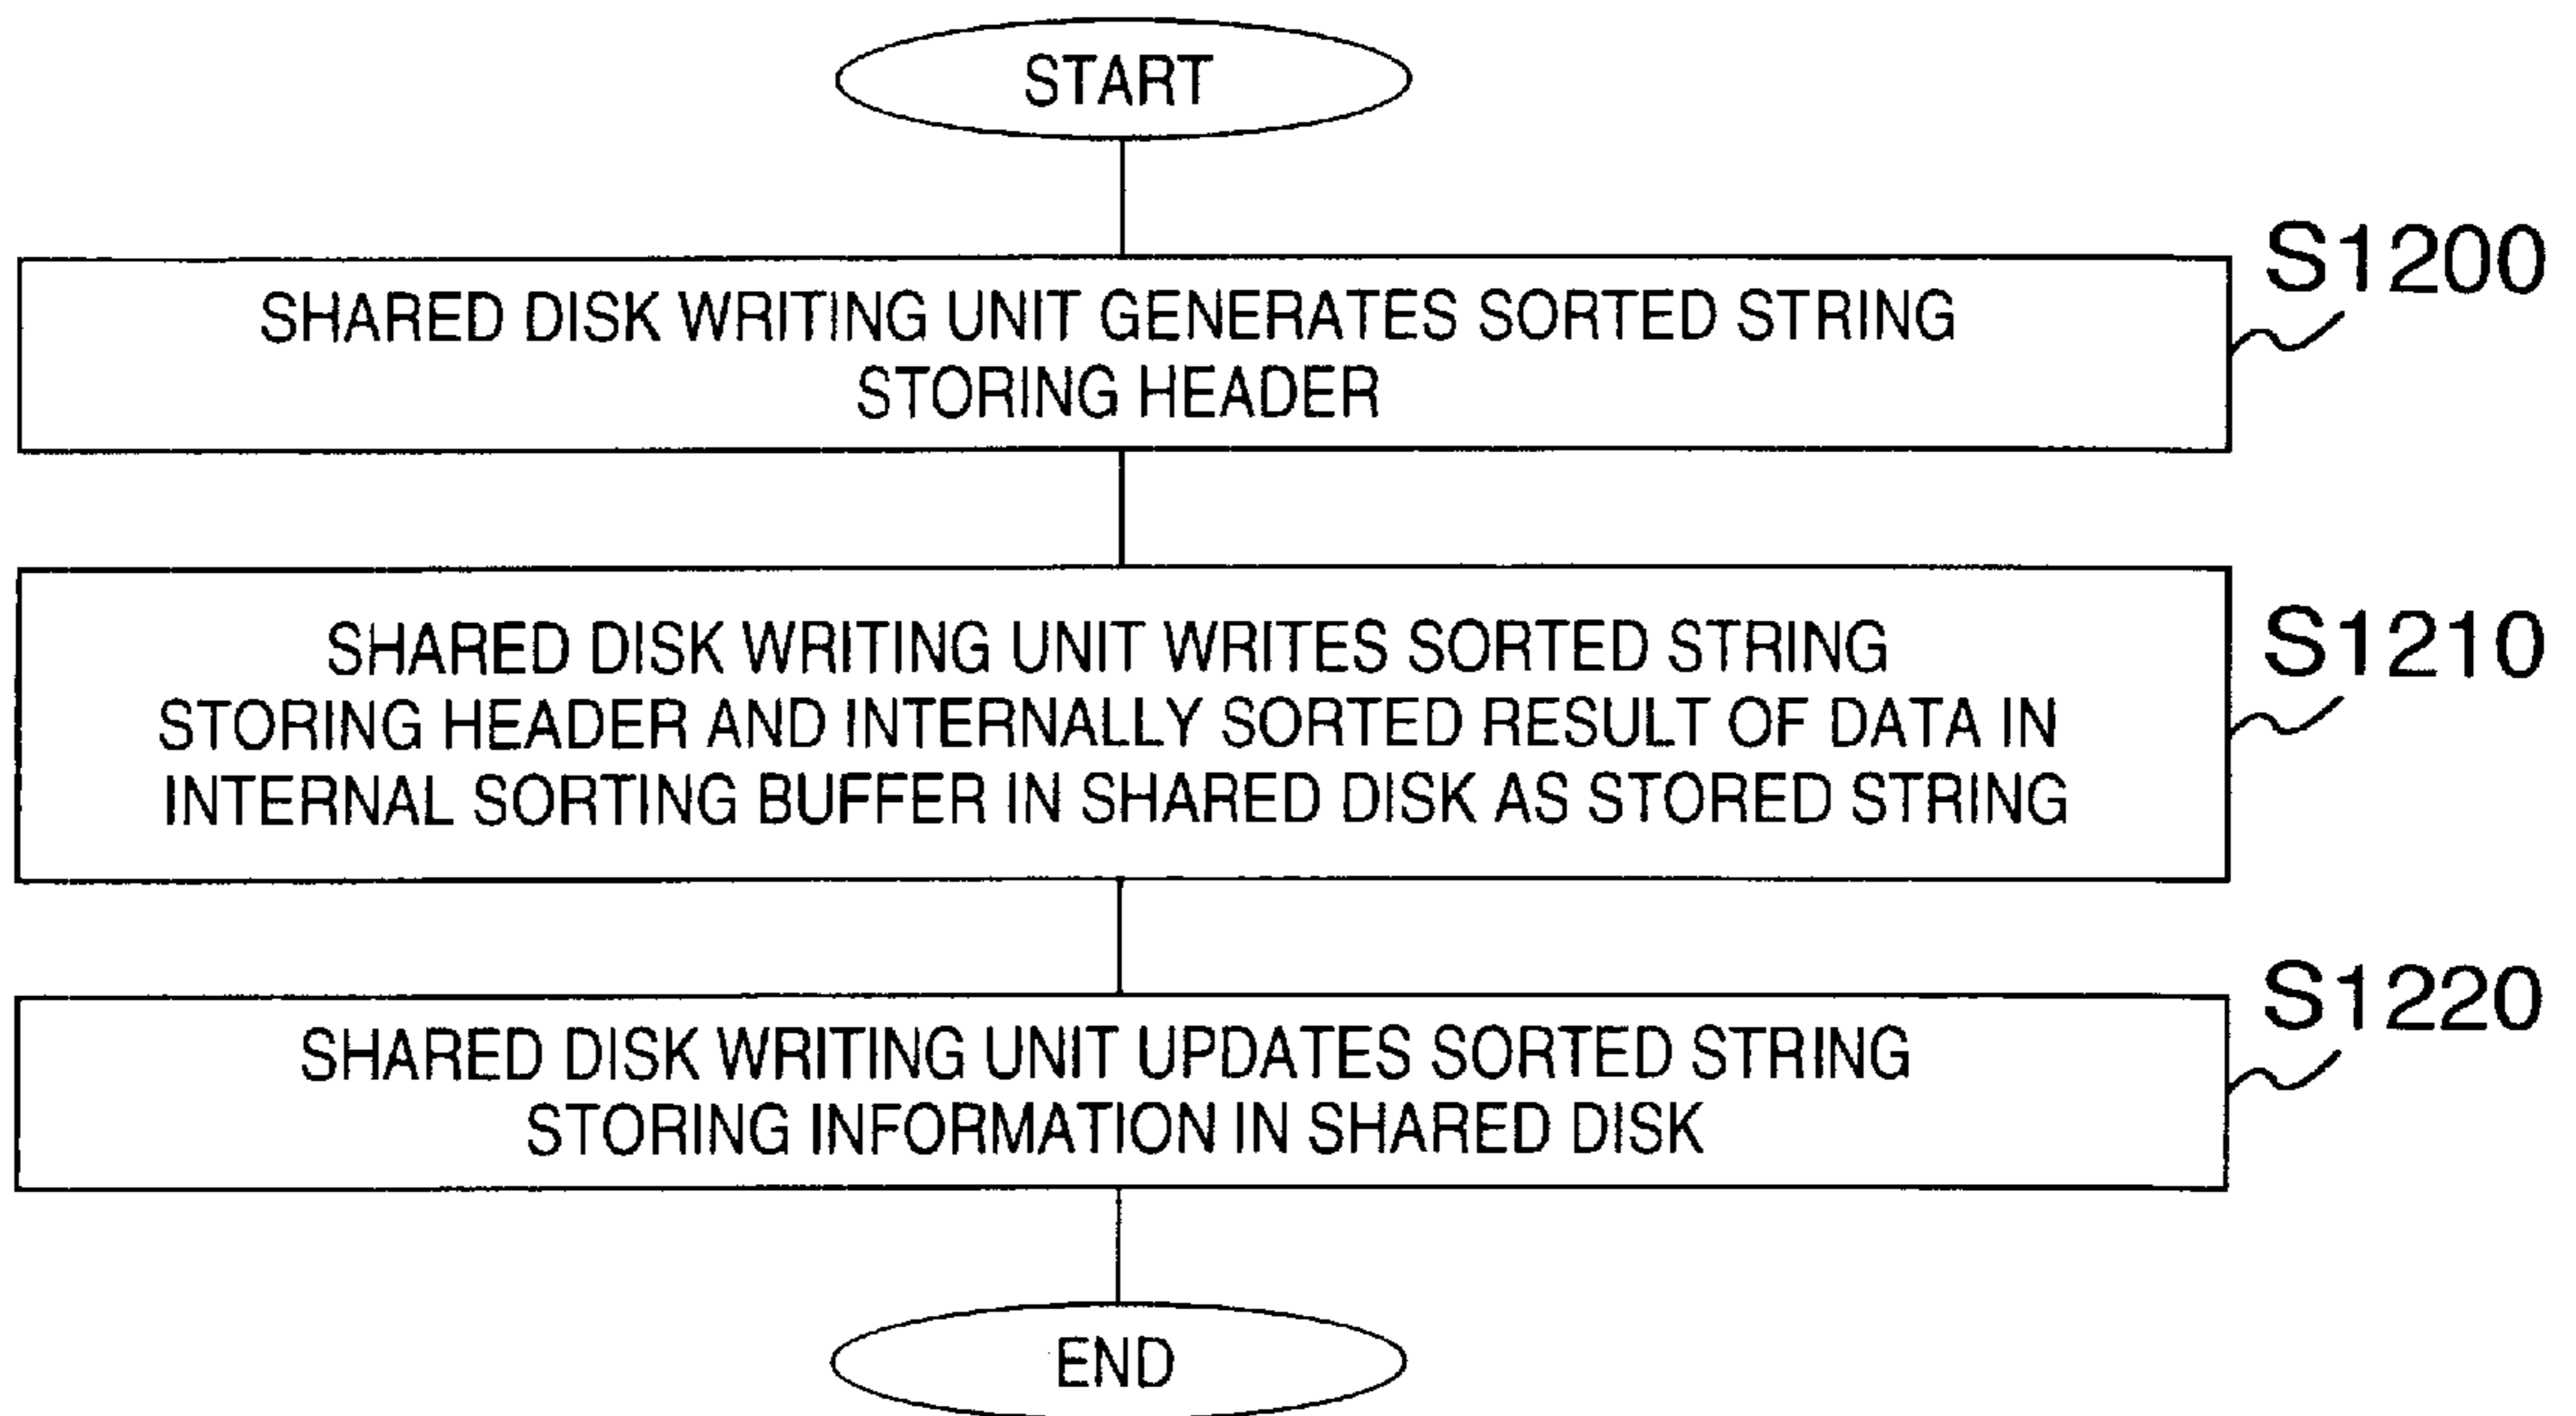 START
S1200
SHARED DISK WRITING UNIT GENERATES SORTED STRING
STORING HEADER
S1210
SHARED DISK WRITING UNIT WRITES SORTED STRING
STORING HEADER AND INTERNALLY SORTED RESULT OF DATA IN
INTERNAL SORTING BUFFER IN SHARED DISK AS STORED STRING
S1220
SHARED DISK WRITING UNIT UPDATES SORTED STRING
STORING INFORMATION IN SHARED DISK
END